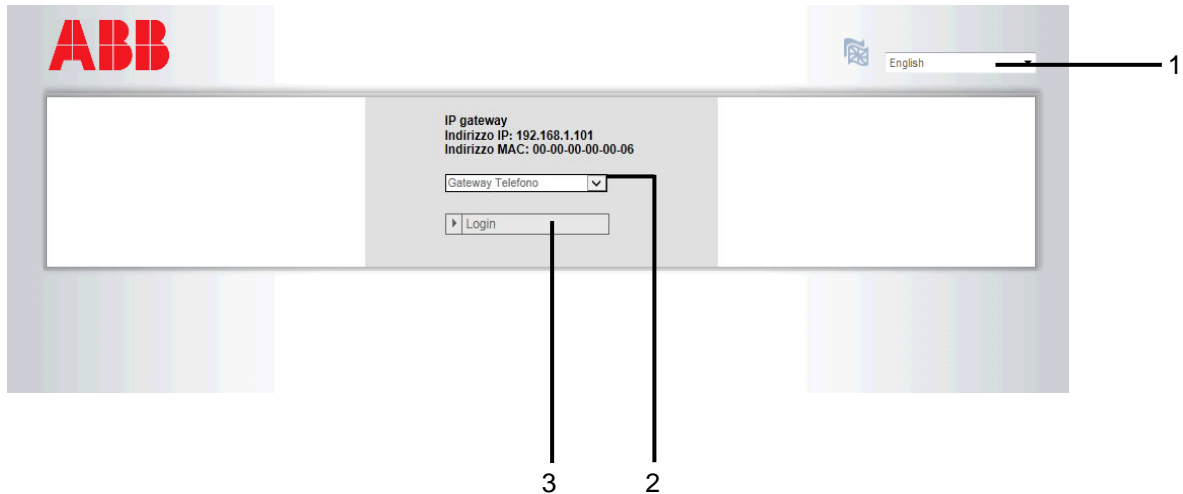 ABB
English
1
IP gateway
Indirizzo IP: 192.168.1.101
Indirizzo MAC: 00-00-00-00-00-06
Gateway Telefono
Login
3 2